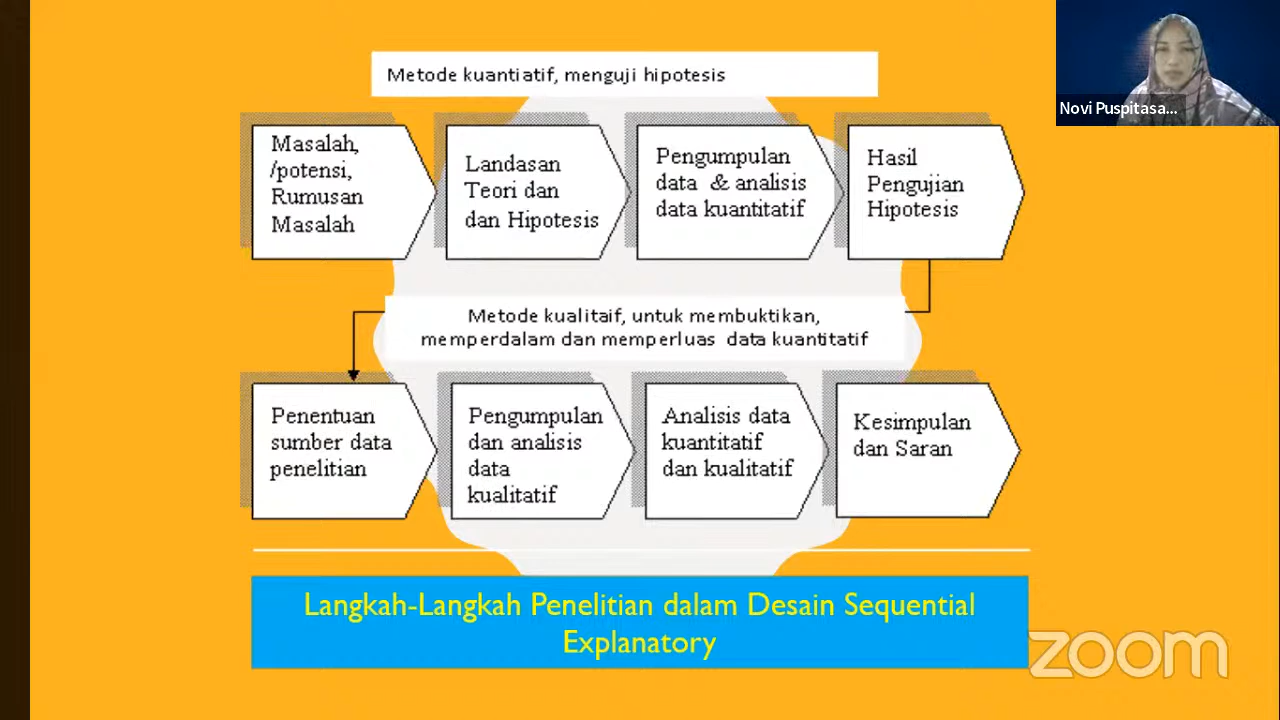 Metode kuantiatif, menguji hipotesis
Masalah,
/potensi,
Rumusan
Masalah
Landasan
Teori dan
dan Hipotesis
Pengumpulan
data & analisis
data kuantitatif
Hasil
Pengujian
Hipotesis
Metode kualitaif, untuk membuktikan,
memperdalam dan memperluas data kuantitatif
Penentuan
sumber data
penelitian
Pengumpulan
dan analisis
data
kualitatif
Analisis data
kuantitatif
dan kualitatif
Kesimpulan
dan Saran
Langkah-Langkah Penelitian dalam Desain Sequential
Explanatory
Novi Puspitasa...
zoom